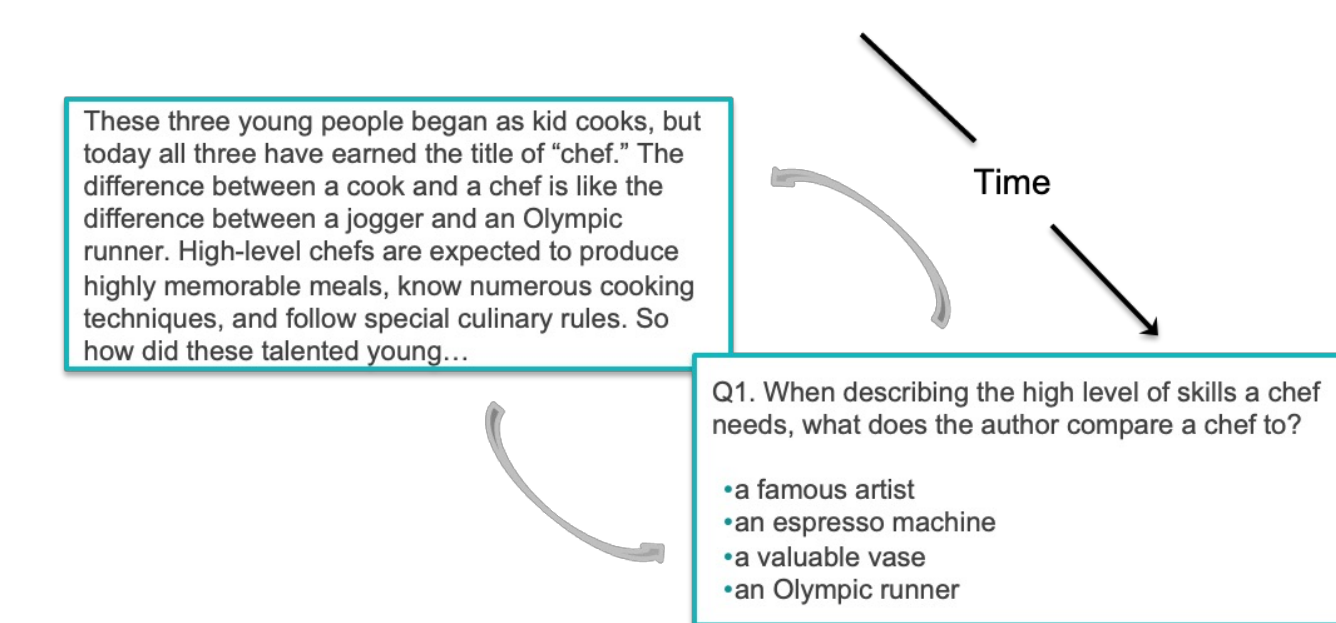 These three young people began as kid cooks, but
today all three have earned the title of “chef.” The
difference between a cook and a chef is like the
difference between a jogger and an Olympic
runner. High-level chefs are expected to produce
highly memorable meals, know numerous cooking
techniques, and follow special culinary rules. So
how did these talented young…
Time
Q1. When describing the high level of skills a chef
needs, what does the author compare a chef to?
•a famous artist
•an espresso machine
•a valuable vase
•an Olympic runner